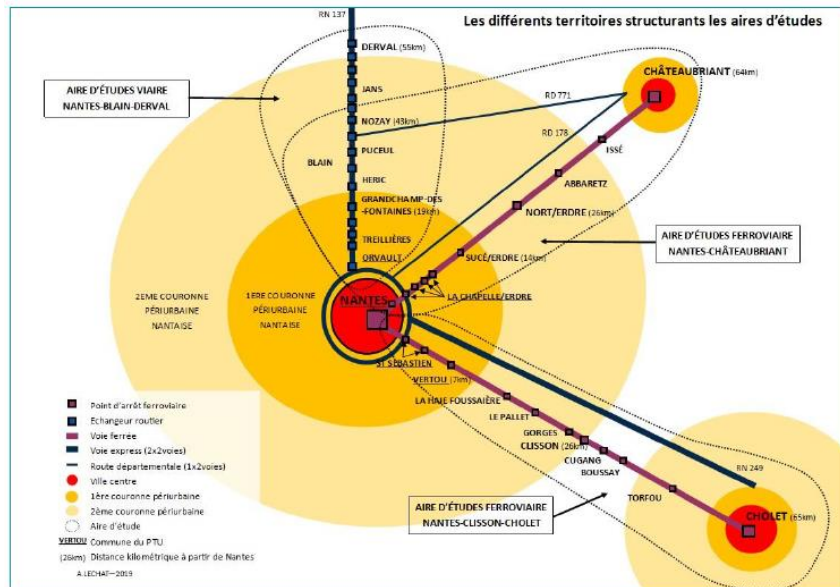 Les différents territoires structurants les aires d'études
RN 137
DERVAL (55km)
AIRE D'ETUDES VIAIRE
NANTES-BLAIN-DERVAL
JANS
NOZAY (43km)
BLAIN
PUCEUL
HERIC
GRANDCHAMP-DES
-FONTAINES (19km)
TREILLIÈRES
ORVAULT
CHÂTEAUBRIANT (64km)
RD 771
RD 178
ISSÉ
ABBARETZ
NORT/ERDRE (26km)
SUCÉ/ERDRE (14km)
LA CHAPELLE/ERDRE
AIRE D'ETUDES FERROVIAIRE
NANTES-CHÂTEAUBRIANT
2EME COURONNE
PÉRIURBAINE
NANTAISE
1ERE COURONNE
PÉRIURBAINE
NANTAISE
NANTES
ST SÉBASTIEN
VERTOU (7km)
LA HAIE FOUSSAIÈRE
LE PALLET
GORGES
CLISSON (26km)
CUGANG
BOUSSAY
TORFOU
RN 249
CHOLET (65km)
AIRE D'ETUDES FERROVIAIRE
NANTES-CLISSON-CHOLET
Point d'arrêt ferroviaire
Echangeur routier
Voie ferrée
Voie express (2x2voies)
Route départementale (1x2voies)
Ville centre
1ère couronne périurbaine
2ème couronne périurbaine
Aire d'étude
VERTOU Commune du PTU
(26km) Distance kilométrique à partir de Nantes
A.LECHAT—2019